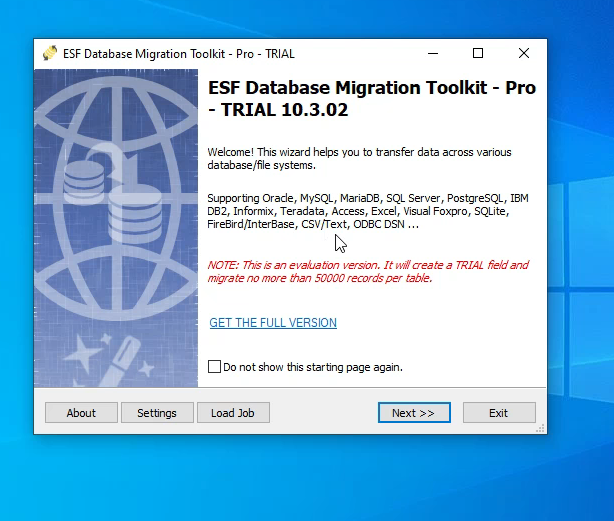 ESF Database Migration Toolkit - Pro - TRIAL
ESF Database Migration Toolkit - Pro
- TRIAL 10.3.02
Welcome! This wizard helps you to transfer data across various
database/file systems.
Supporting Oracle, MySQL, MariaDB, SQL Server, PostgreSQL, IBM
DB2, Informix, Teradata, Access, Excel, Visual Foxpro, SQLite,
FireBird/InterBase, CSV/Text, ODBC DSN ...
NOTE: This is an evaluation version. It will create a TRIAL field and
migrate no more than 50000 records per table.
GET THE FULL VERSION
Do not show this starting page again.
About
Settings
Load Job
Next >>
Exit